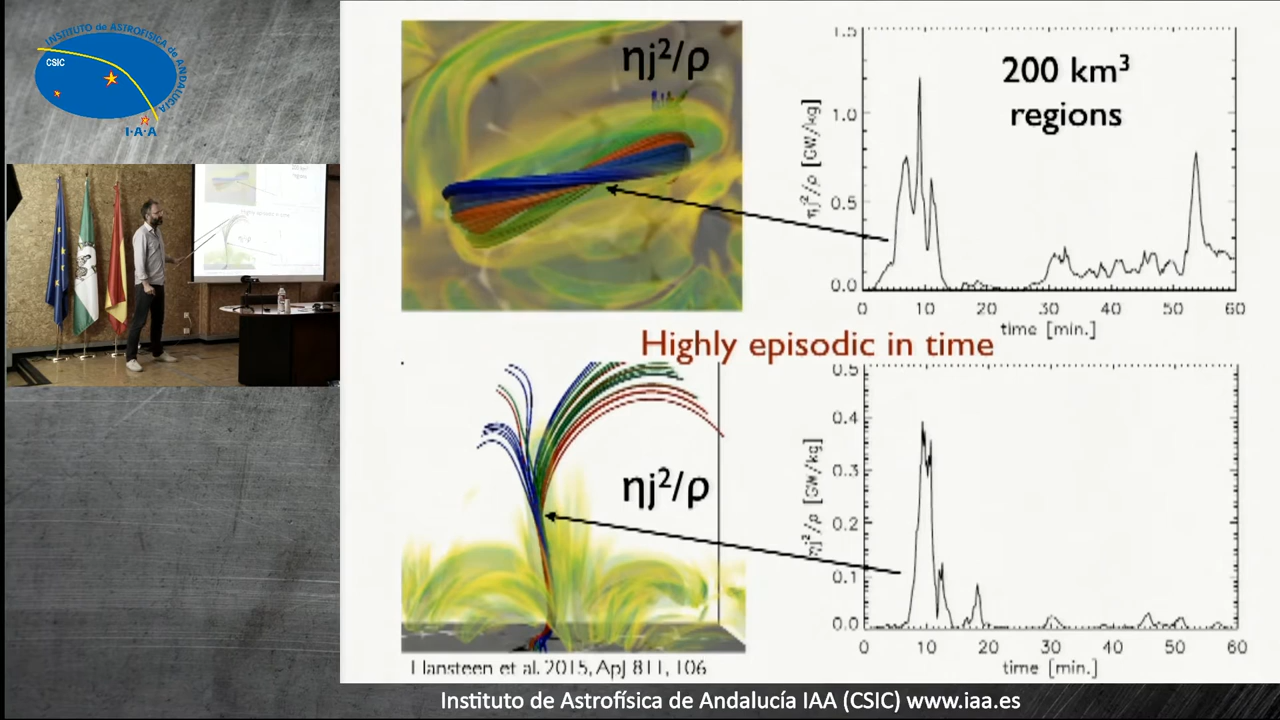 INSTITUTO de ASTROFÍSICA de ANDALUCÍA
CSIC
I·A·A
ηj²/ρ
200 km³
regions
ηj²/ρ [GW/kg]
1.5
1.0
0.5
0.0
0 10 20 30 40 50 60
time [min.]
Highly episodic in time
ηj²/ρ
ηj²/ρ [GW/kg]
0.5
0.4
0.3
0.2
0.1
0.0
0 10 20 30 40 50 60
time [min.]
Hansteen et al. 2015, ApJ 811, 106
Instituto de Astrofísica de Andalucía IAA (CSIC) www.iaa.es